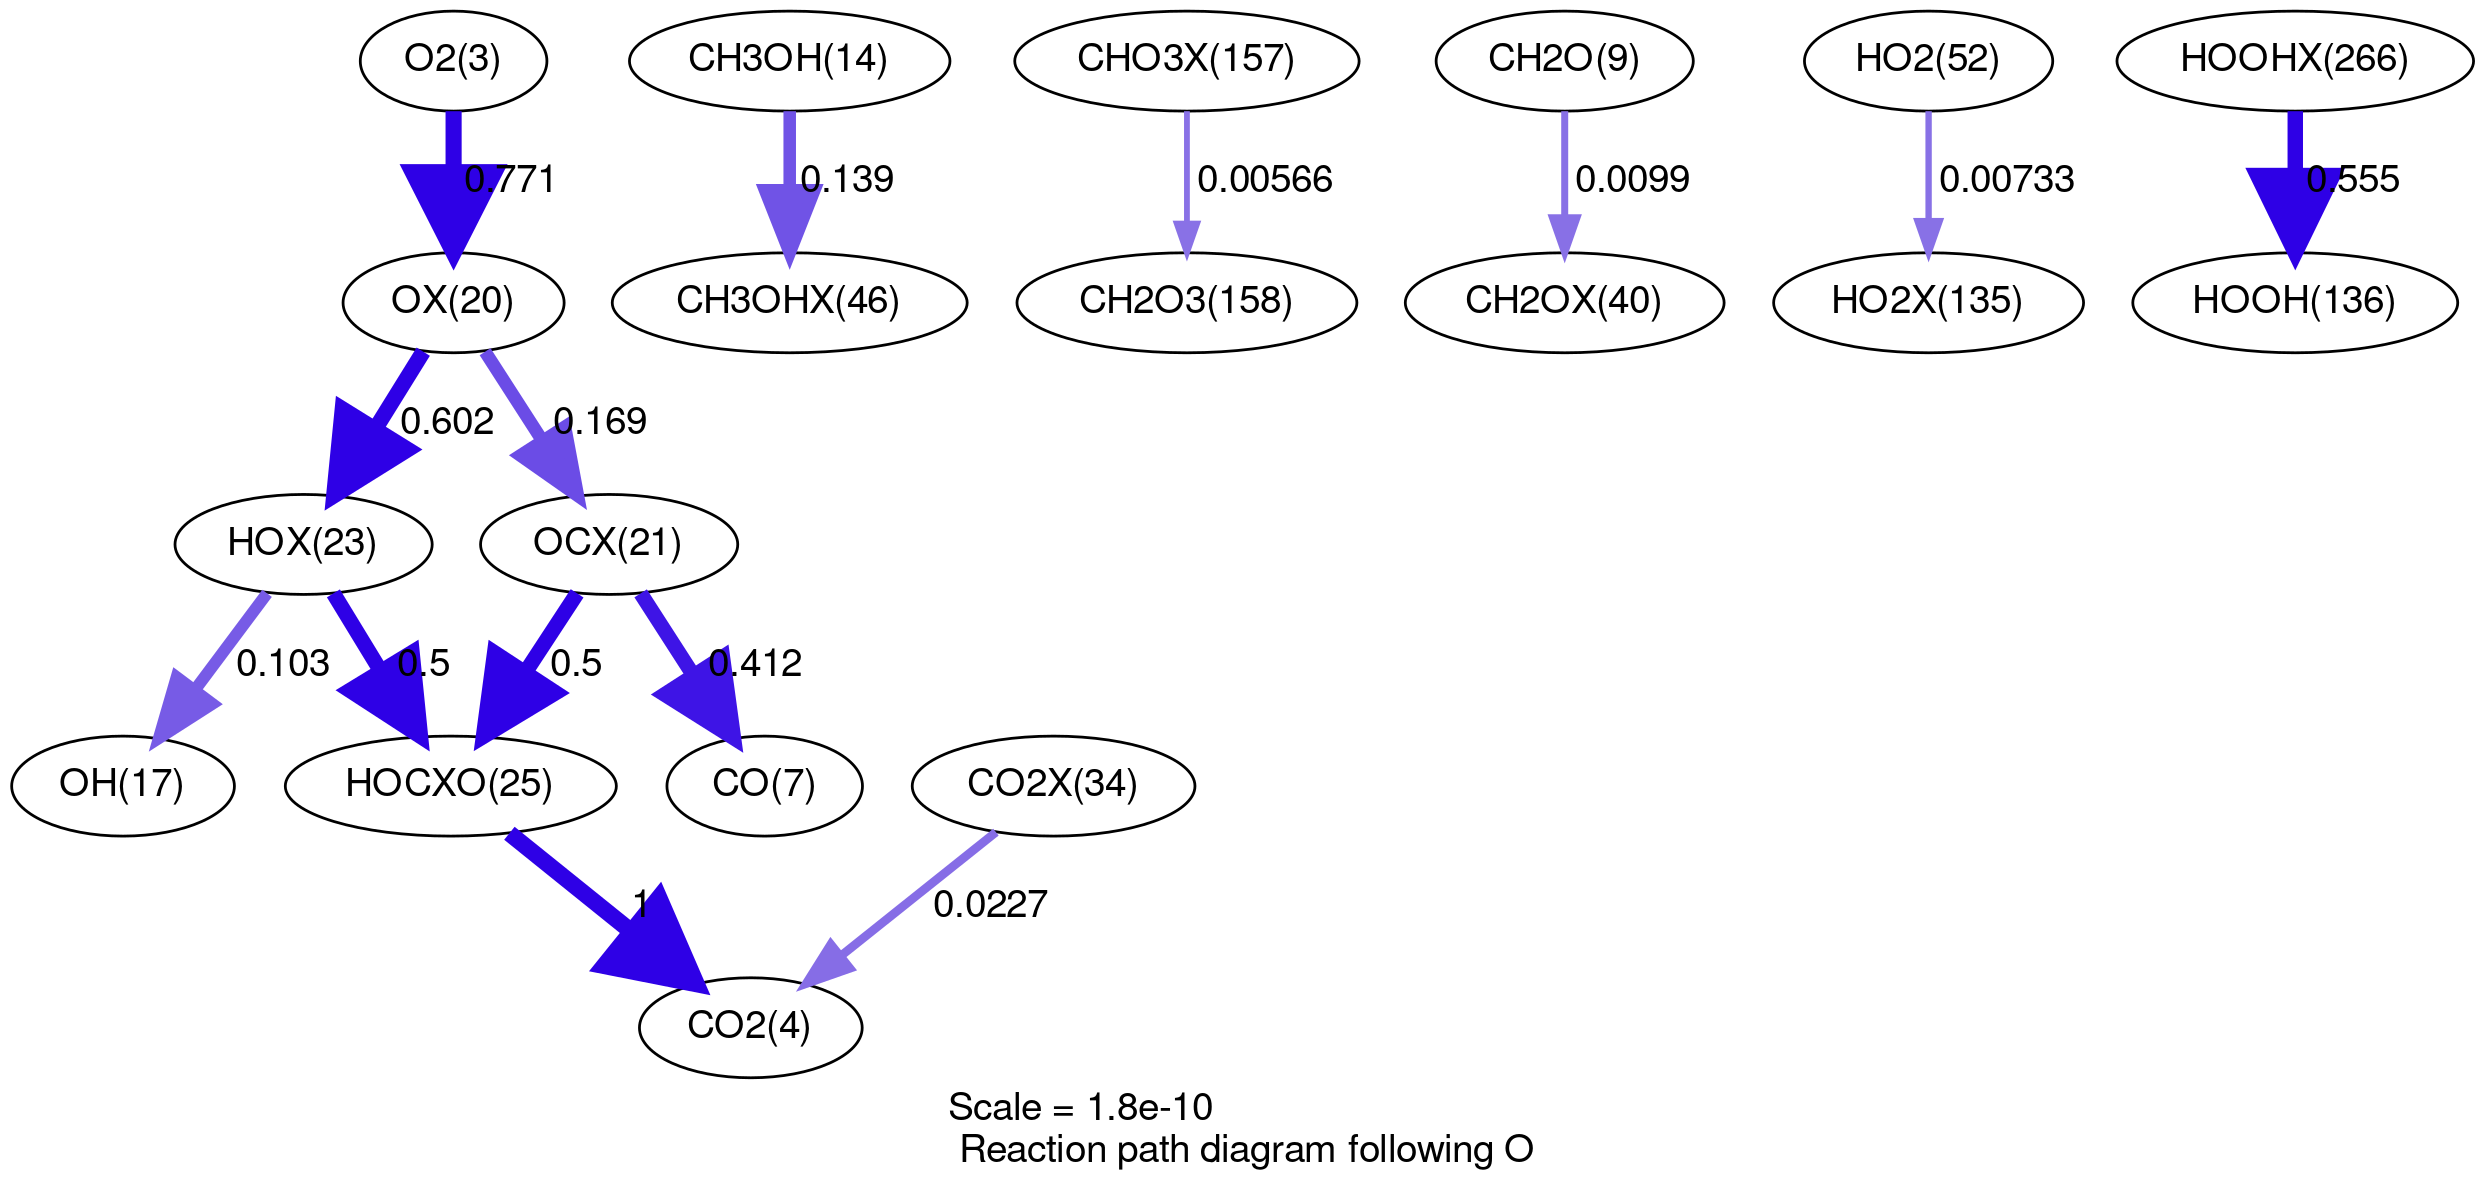 O2(3)
CH3OH(14)
CHO3X(157)
CH2O(9)
HO2(52)
HOOHX(266)
0.771
0.139
0.00566
0.0099
0.00733
0.555
OX(20)
CH3OHX(46)
CH2O3(158)
CH2OX(40)
HO2X(135)
HOOH(136)
0.602
0.169
HOX(23)
OCX(21)
0.103
0.5
0.5
0.412
OH(17)
HOCXO(25)
CO(7)
CO2X(34)
1
0.0227
CO2(4)
Scale = 1.8e-10
Reaction path diagram following O